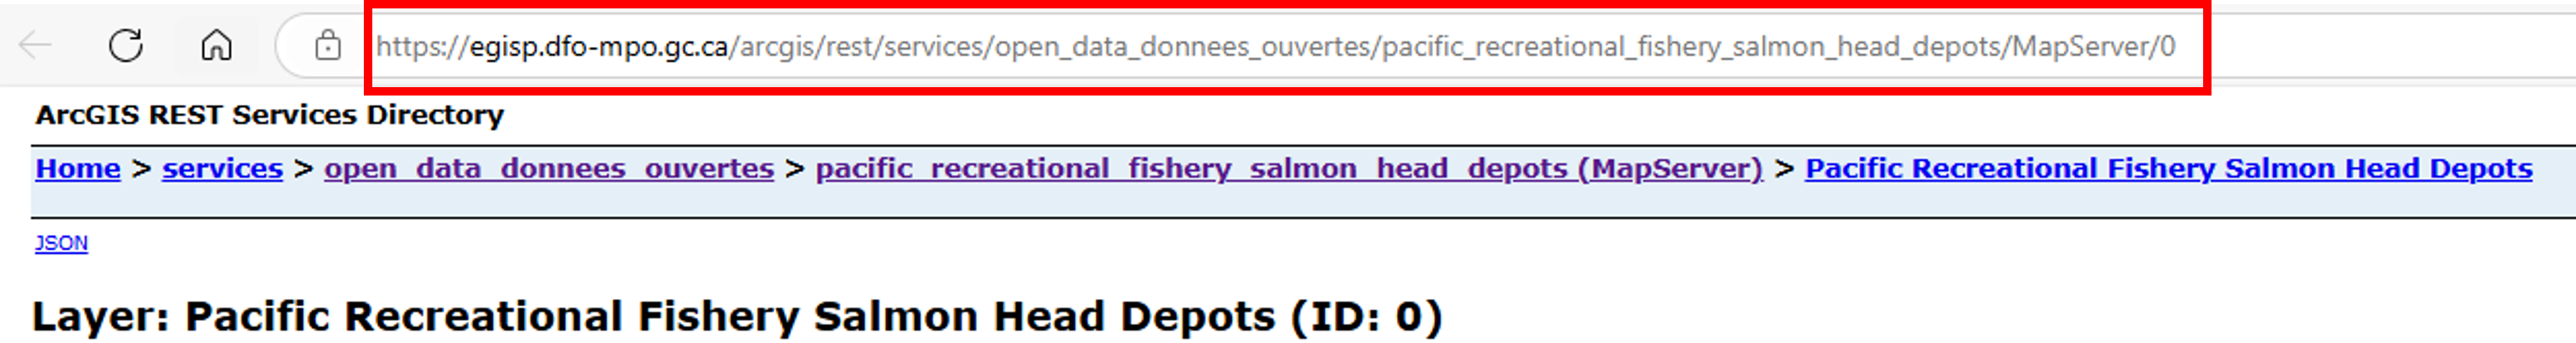 https://egisp.dfo-mpo.gc.ca/arcgis/rest/services/open_data_donnees_ouvertes/pacific_recreational_fishery_salmon_head_depots/MapServer/0
ArcGIS REST Services Directory
Home > services > open_data_donnees_ouvertes > pacific_recreational_fishery_salmon_head_depots (MapServer) > Pacific Recreational Fishery Salmon Head Depots
JSON
Layer: Pacific Recreational Fishery Salmon Head Depots (ID: 0)